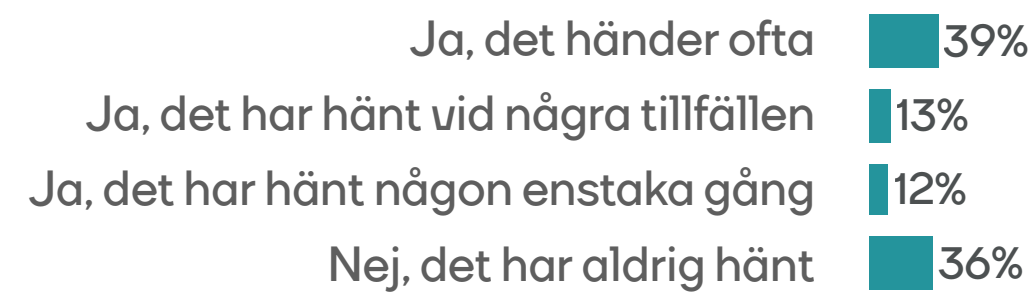 Ja, det händer ofta 39%
Ja, det har hänt vid några tillfällen 13%
Ja, det har hänt någon enstaka gång 12%
Nej, det har aldrig hänt 36%